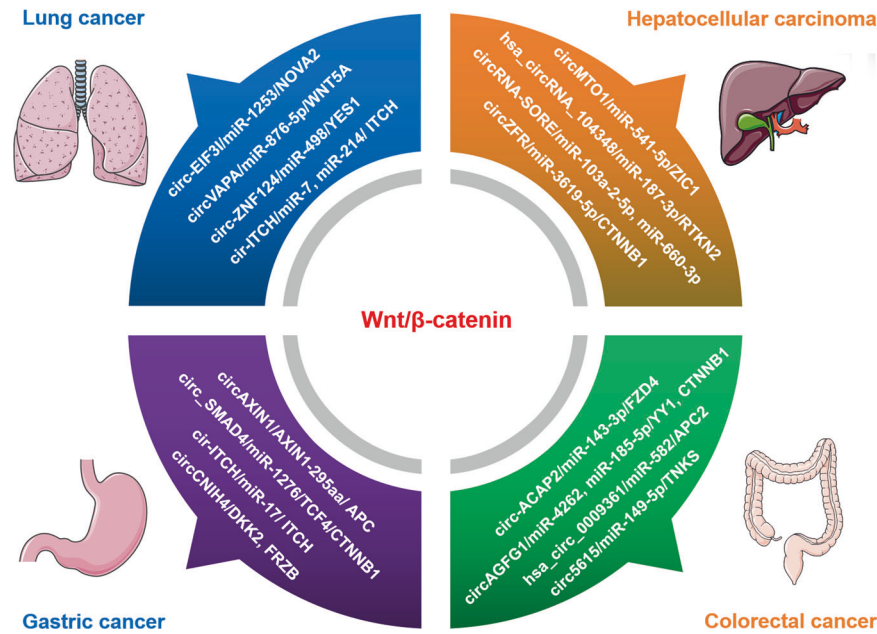 Lung cancer
Hepatocellular carcinoma
circ-EIF3I/miR-1253/NOVA2
circVAPA/miR-876-5p/WNT5A
circ-ZNF124/miR-498/YES1
cir-ITCH/miR-7, miR-214/ ITCH
circMTO1/miR-541-5p/ZIC1
hsa_circRNA_104348/miR-187-3p/RTKN2
circRNA-SORE/miR-103a-2-5p, miR-660-3p
circZFR/miR-3619-5p/CTNNB1
Wnt/β-catenin
circAXIN1/AXIN1-295aa/ APC
circ_SMAD4/miR-1276/TCF4/CTNNB1
cir-ITCH/miR-17/ ITCH
circCNIH4/DKK2, FRZB
circ-ACAP2/miR-143-3p/FZD4
circAGFG1/miR-4262, miR-185-5p/YY1, CTNNB1
hsa_circ_0009361/miR-582/APC2
circ5615/miR-149-5p/TNKS
Gastric cancer
Colorectal cancer